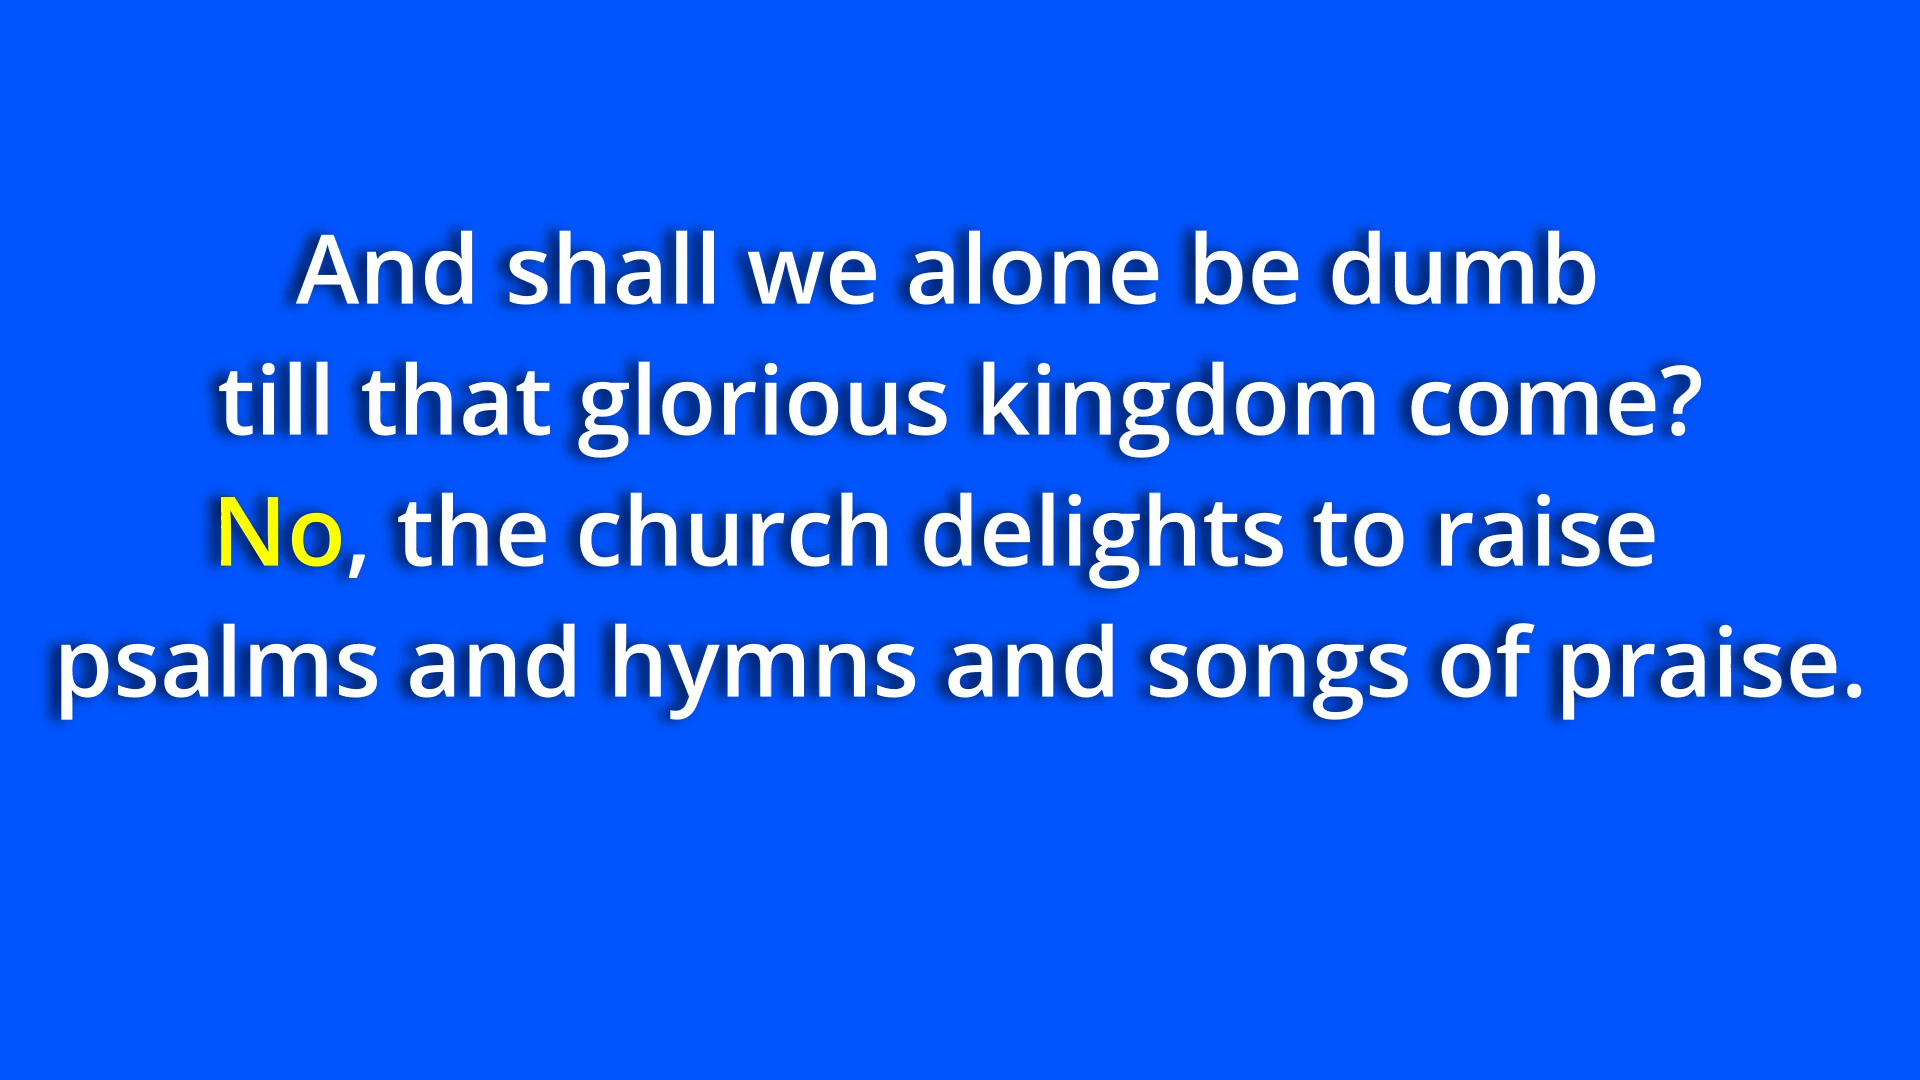 And shall we alone be dumb
till that glorious kingdom come?
No, the church delights to raise
psalms and hymns and songs of praise.